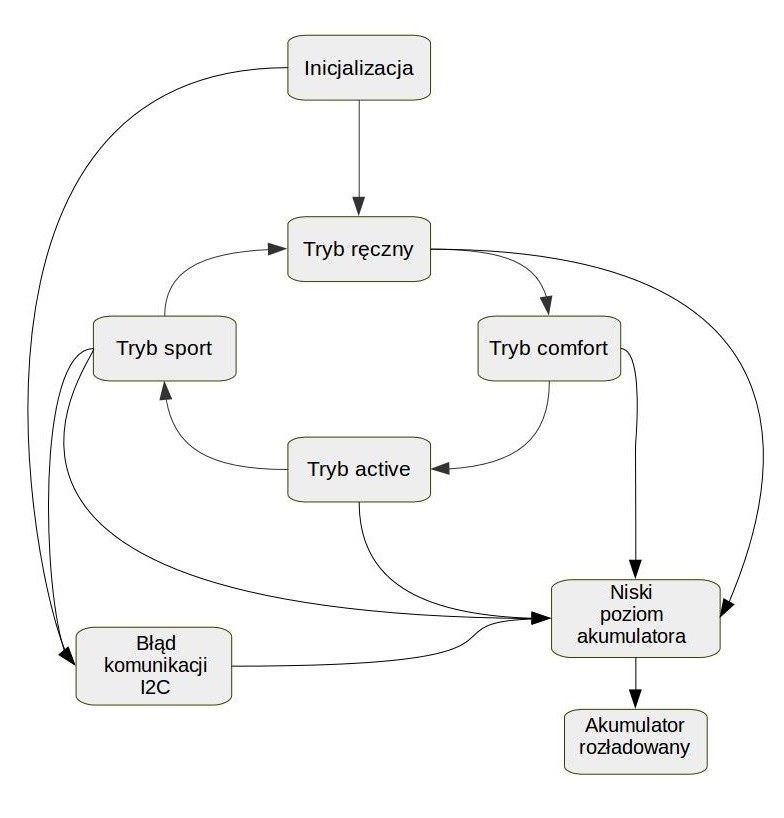 Inicjalizacja
Tryb ręczny
Tryb sport
Tryb comfort
Tryb active
Niski
poziom
akumulatora
Błąd
komunikacji
I2C
Akumulator
rozładowany